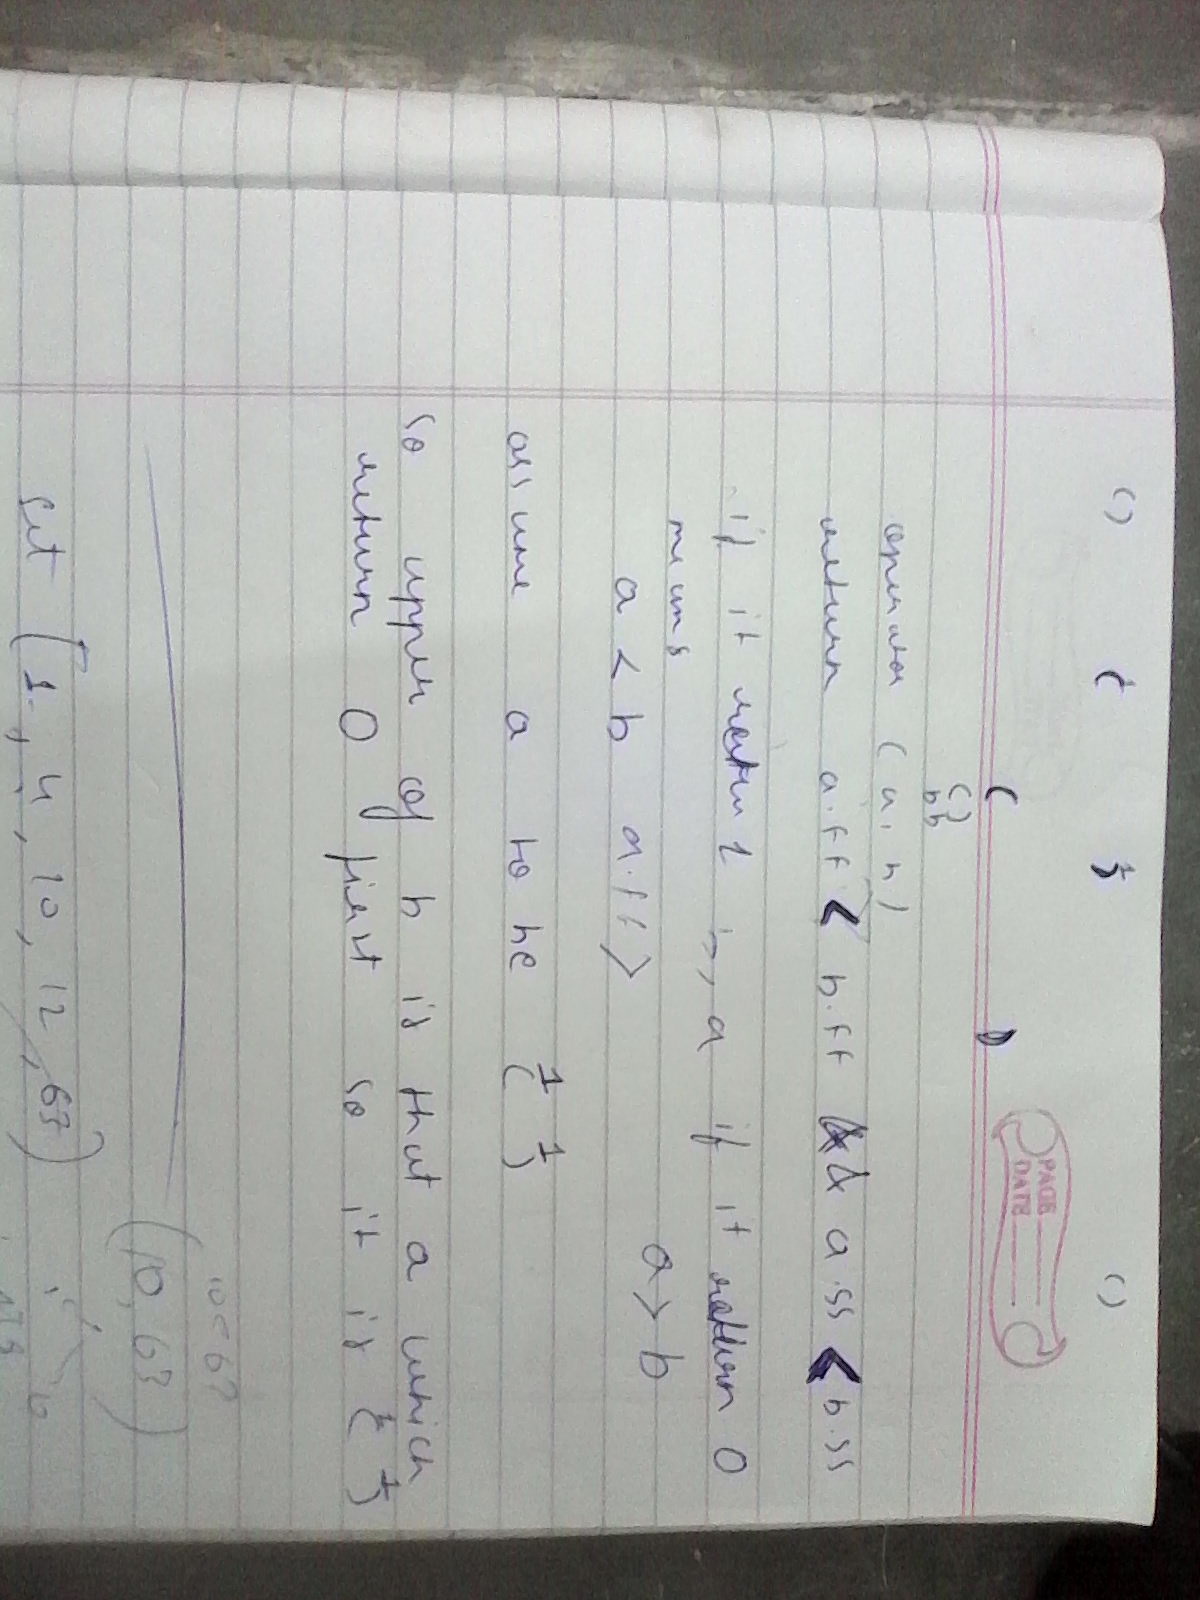 () { } ()
PAGE
DATE
operator (a, b)
return a.ff < b.ff && a.ss < b.ss
if it return 1 a if it return 0
means
a < b a.ff > a > b
assume a to be { 1 1 }
so upper of b is that a which
return 0 first so it is { 1 1 }
(10, 63)
set [1, 4, 10, 12, 63)